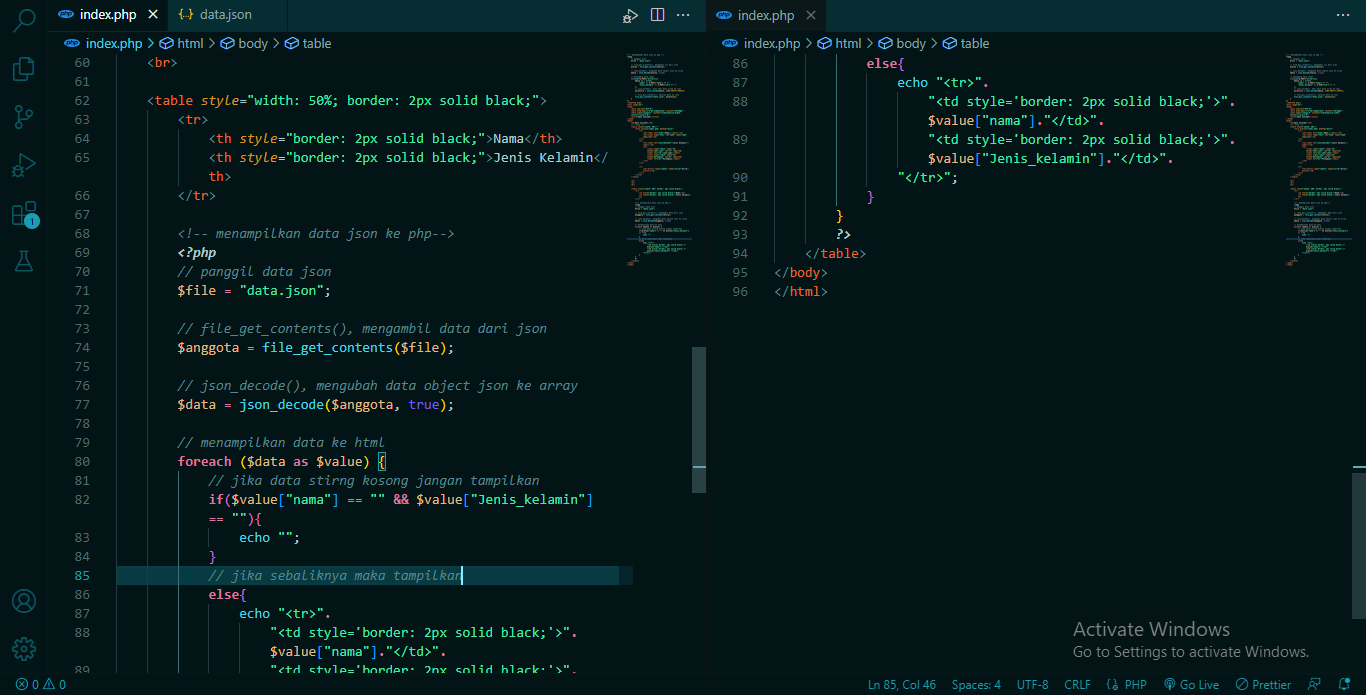 index.php
data.json
index.php > html > body > table
60 <br>
61
62 <table style="width: 50%; border: 2px solid black;">
63 <tr>
64 <th style="border: 2px solid black;">Nama</th>
65 <th style="border: 2px solid black;">Jenis Kelamin</
th>
66 </tr>
67
68 <!-- menampilkan data json ke php-->
69 <?php
70 // panggil data json
71 $file = "data.json";
72
73 // file_get_contents(), mengambil data dari json
74 $anggota = file_get_contents($file);
75
76 // json_decode(), mengubah data object json ke array
77 $data = json_decode($anggota, true);
78
79 // menampilkan data ke html
80 foreach ($data as $value) {
81 // jika data stirng kosong jangan tampilkan
82 if($value["nama"] == "" && $value["Jenis_kelamin"]
== ""){
83 echo "";
84 }
85 // jika sebaliknya maka tampilkan
86 else{
87 echo "<tr>".
88 "<td style='border: 2px solid black;'>".
$value["nama"]."</td>".
89 "<td style='border: 2px solid black;'>".
index.php
index.php > html > body > table
86 else{
87 echo "<tr>".
88 "<td style='border: 2px solid black;'>".
$value["nama"]."</td>".
89 "<td style='border: 2px solid black;'>".
$value["Jenis_kelamin"]."</td>".
90 "</tr>";
91 }
92 }
93 ?>
94 </table>
95 </body>
96 </html>
1
Activate Windows
Go to Settings to activate Windows.
0 0
Ln 85, Col 46 Spaces: 4 UTF-8 CRLF {} PHP Go Live Prettier